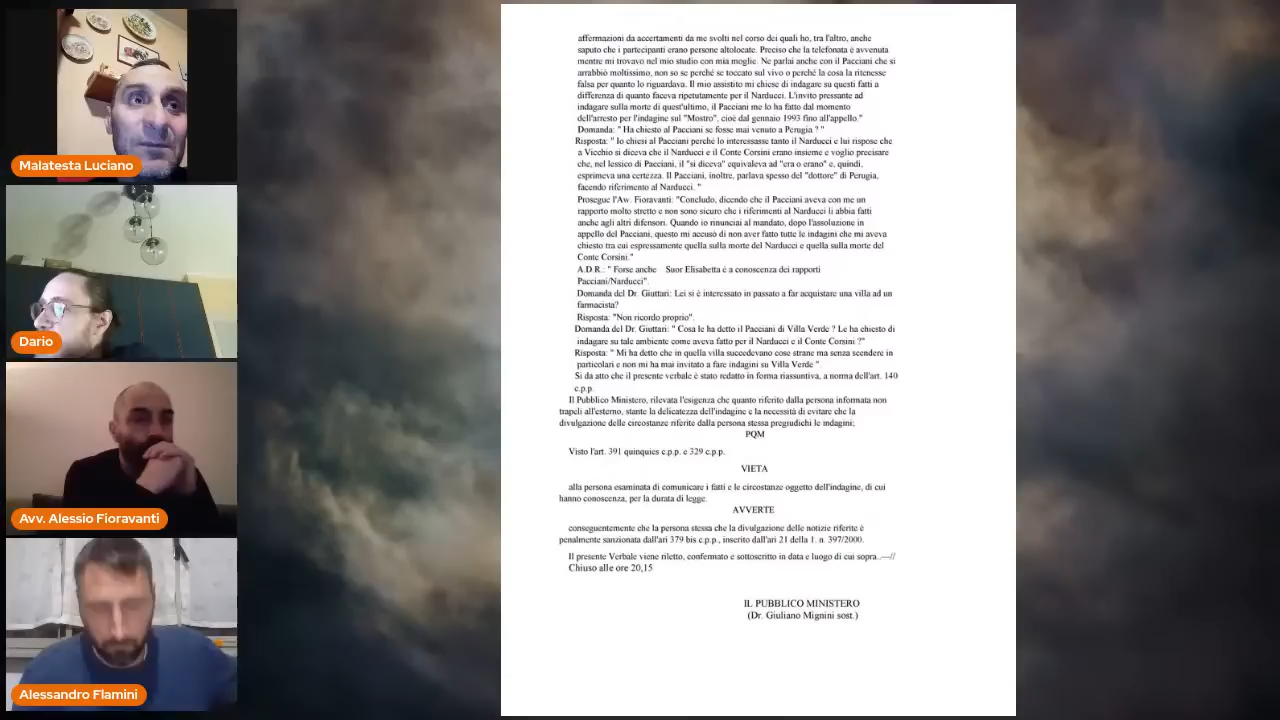 Malatesta Luciano
Dario
Avv. Alessio Fioravanti
Alessandro Flamini
affermazioni da accertamenti da me svolti nel corso dei quali ho, tra l'altro, anche
saputo che i partecipanti erano persone altolocate. Preciso che la telefonata è avvenuta
mentre mi trovavo nel mio studio con mia moglie. Ne parlai anche con il Pacciani che si
arrabbiò moltissimo, non so se perché se toccato sul vivo o perché la cosa la ritenesse
falsa per quanto lo riguardava. Il mio assistito mi chiese di indagare su questi fatti a
differenza di quanto faceva ripetutamente per il Narducci. L'invito pressante ad
indagare sulla morte di quest'ultimo, il Pacciani me lo ha fatto dal momento
dell'arresto per l'indagine sul "Mostro", cioè dal gennaio 1993 fino all'appello."
Domanda: " Ha chiesto al Pacciani se fosse mai venuto a Perugia ? "
Risposta: " Io chiesi al Pacciani perché lo interessasse tanto il Narducci e lui rispose che
a Vicchio si diceva che il Narducci e il Conte Corsini erano insieme e voglio precisare
che, nel lessico di Pacciani, il "si diceva" equivaleva ad "era o erano" e, quindi,
esprimeva una certezza. Il Pacciani, inoltre, parlava spesso del "dottore" di Perugia,
facendo riferimento al Narducci. "
Prosegue l'Aw. Fioravanti: "Concludo, dicendo che il Pacciani aveva con me un
rapporto molto stretto e non sono sicuro che i riferimenti al Narducci li abbia fatti
anche agli altri difensori. Quando io rinunciai al mandato, dopo l'assoluzione in
appello del Pacciani, questo mi accusò di non aver fatto tutte le indagini che mi aveva
chiesto tra cui espressamente quella sulla morte del Narducci e quella sulla morte del
Conte Corsini."
A.D.R.: " Forse anche Suor Elisabetta è a conoscenza dei rapporti
Pacciani/Narducci".
Domanda del Dr. Giuttari: Lei si è interessato in passato a far acquistare una villa ad un
farmacista?
Risposta: "Non ricordo proprio".
Domanda del Dr. Giuttari: " Cosa le ha detto il Pacciani di Villa Verde ? Le ha chiesto di
indagare su tale ambiente come aveva fatto per il Narducci e il Conte Corsini ?"
Risposta: " Mi ha detto che in quella villa succedevano cose strane ma senza scendere in
particolari e non mi ha mai invitato a fare indagini su Villa Verde ".
Si da atto che il presente verbale è stato redatto in forma riassuntiva, a norma dell'art. 140
c.p.p.
Il Pubblico Ministero, rilevata l'esigenza che quanto riferito dalla persona informata non
trapeli all'esterno, stante la delicatezza dell'indagine e la necessità di evitare che la
divulgazione delle circostanze riferite dalla persona stessa pregiudichi le indagini;
PQM
Visto l'art. 391 quinquies c.p.p. e 329 c.p.p.
VIETA
alla persona esaminata di comunicare i fatti e le circostanze oggetto dell'indagine, di cui
hanno conoscenza, per la durata di legge.
AVVERTE
conseguentemente che la persona stessa che la divulgazione delle notizie riferite è
penalmente sanzionata dall'ari 379 bis c.p.p., inserito dall'ari 21 della 1. n. 397/2000.
Il presente Verbale viene riletto, confermato e sottoscritto in data e luogo di cui sopra..—//
Chiuso alle ore 20,15
IL PUBBLICO MINISTERO
(Dr. Giuliano Mignini sost.)